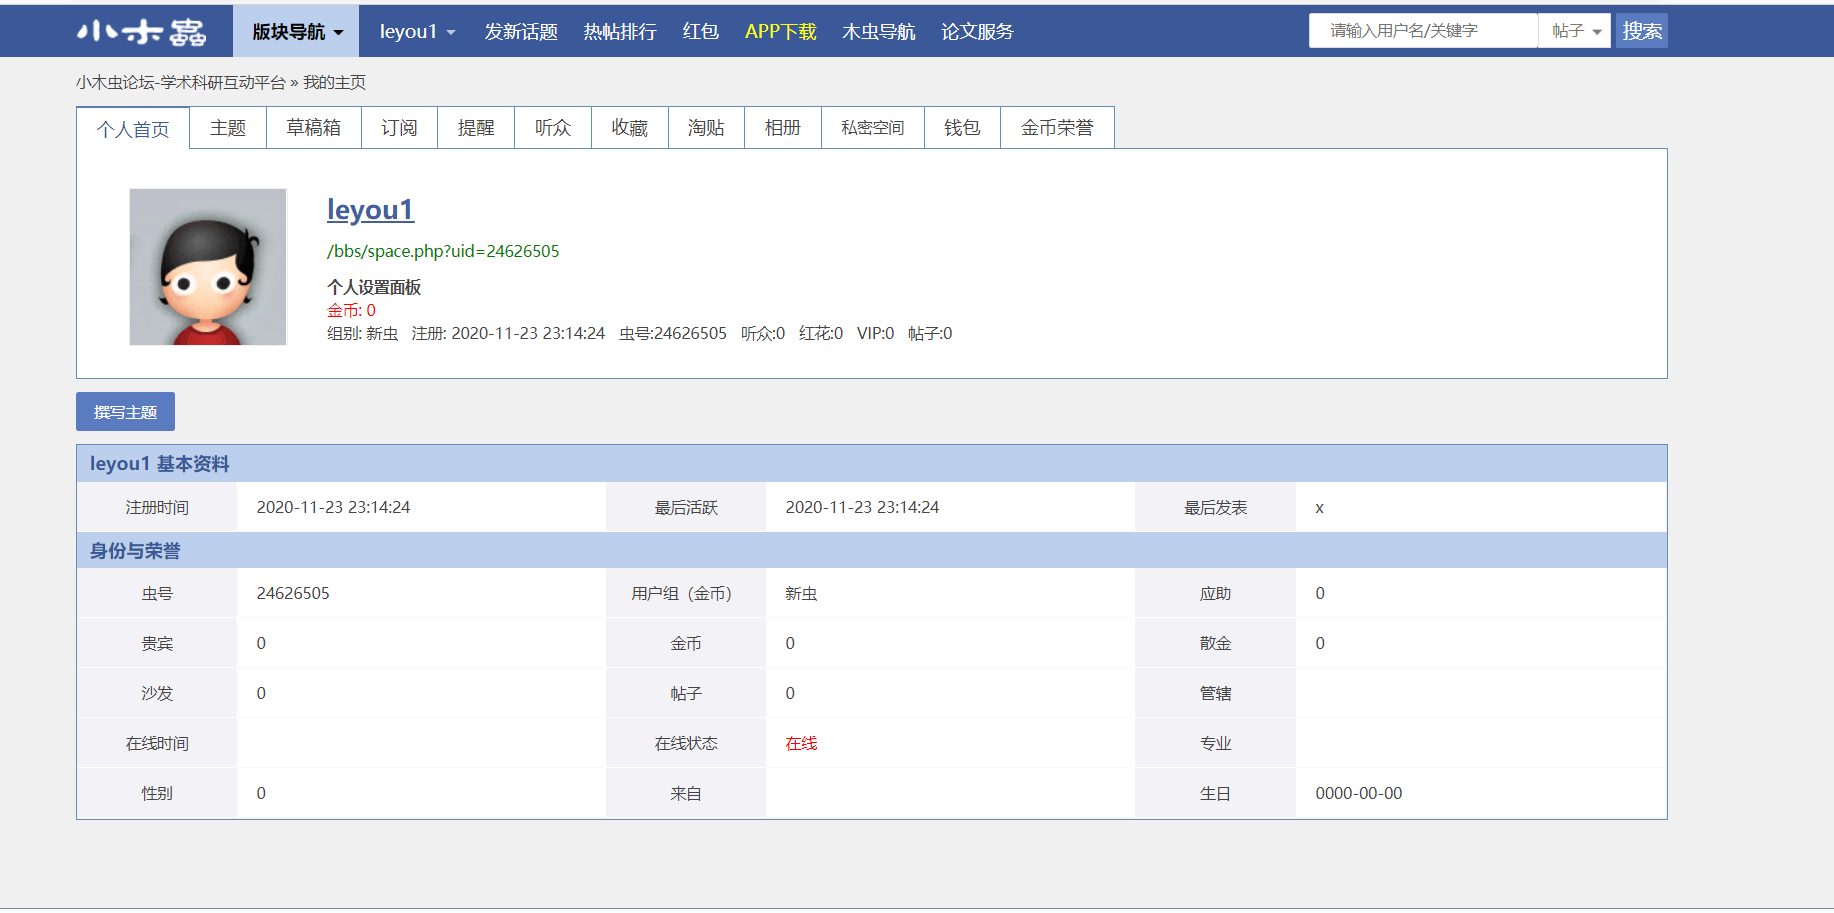 小木蟲 版块导航 leyou1 发新话题 热帖排行 红包 APP下载 木虫导航 论文服务 请输入用户名/关键字 帖子 搜索
小木虫论坛-学术科研互动平台 » 我的主页
个人首页 主题 草稿箱 订阅 提醒 听众 收藏 淘贴 相册 私密空间 钱包 金币荣誉
leyou1
/bbs/space.php?uid=24626505
个人设置面板
金币: 0
组别: 新虫 注册: 2020-11-23 23:14:24 虫号:24626505 听众:0 红花:0 VIP:0 帖子:0
撰写主题
leyou1 基本资料
注册时间 2020-11-23 23:14:24 最后活跃 2020-11-23 23:14:24 最后发表 x
身份与荣誉
虫号 24626505 用户组（金币） 新虫 应助 0
贵宾 0 金币 0 散金 0
沙发 0 帖子 0 管辖
在线时间 在线状态 在线 专业
性别 0 来自 生日 0000-00-00